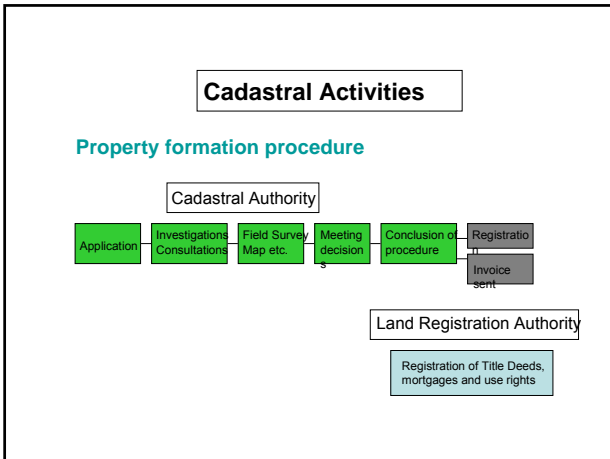 Cadastral Activities
Property formation procedure
Cadastral Authority
Application
Investigations
Consultations
Field Survey
Map etc.
Meeting
decision
s
Conclusion of
procedure
Registratio
n
Invoice
sent
Land Registration Authority
Registration of Title Deeds,
mortgages and use rights